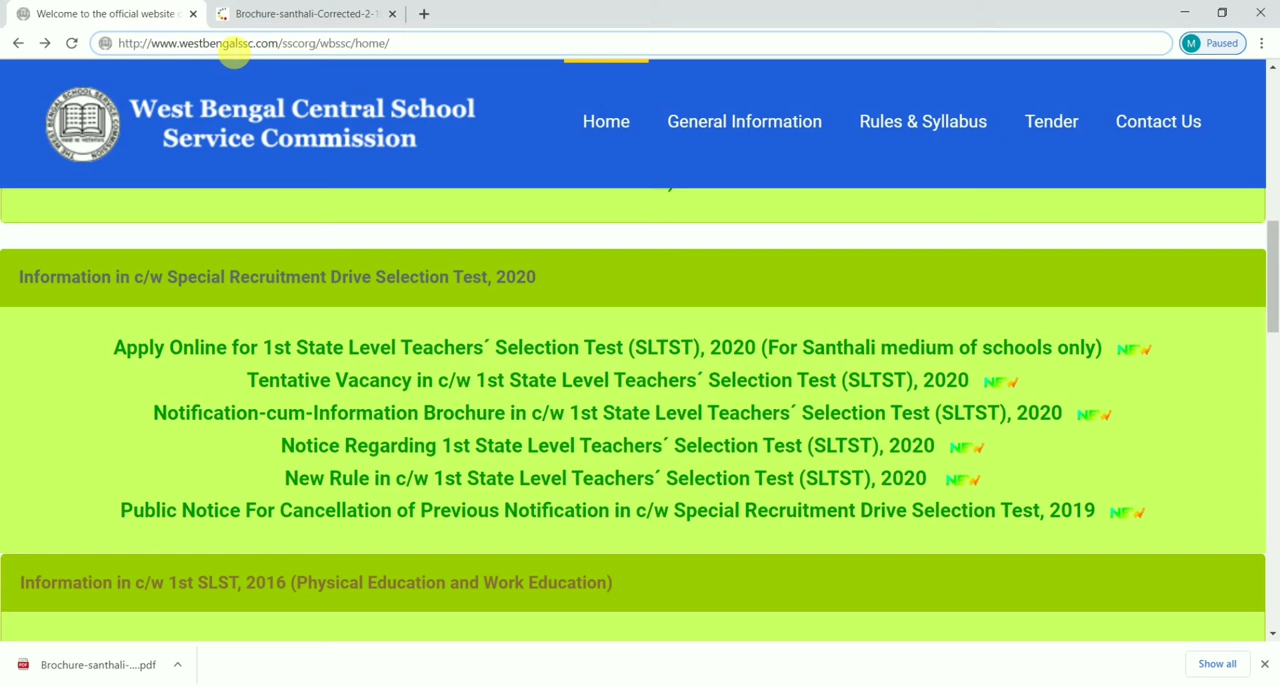 Welcome to the official website
Brochure-santhali-Corrected-2-1
http://www.westbengalssc.com/sscorg/wbssc/home/
M Paused
West Bengal Central School
Service Commission
Home
General Information
Rules & Syllabus
Tender
Contact Us
Information in c/w Special Recruitment Drive Selection Test, 2020
Apply Online for 1st State Level Teachers´ Selection Test (SLTST), 2020 (For Santhali medium of schools only) NEW
Tentative Vacancy in c/w 1st State Level Teachers´ Selection Test (SLTST), 2020 NEW
Notification-cum-Information Brochure in c/w 1st State Level Teachers´ Selection Test (SLTST), 2020 NEW
Notice Regarding 1st State Level Teachers´ Selection Test (SLTST), 2020 NEW
New Rule in c/w 1st State Level Teachers´ Selection Test (SLTST), 2020 NEW
Public Notice For Cancellation of Previous Notification in c/w Special Recruitment Drive Selection Test, 2019 NEW
Information in c/w 1st SLST, 2016 (Physical Education and Work Education)
Brochure-santhali-....pdf
Show all